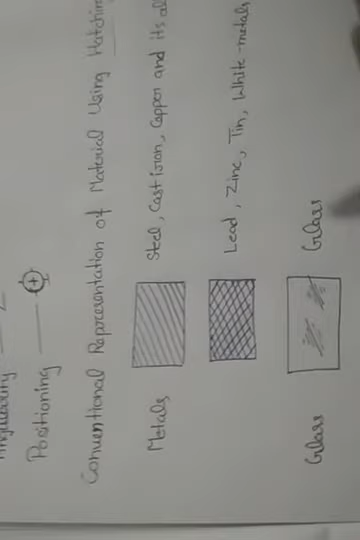 Positioning
Conventional Representation of Material Using Hatching
Metals Steel, Cast iron, Copper and its
Lead, Zinc, Tin, White-metals
Glass Glass